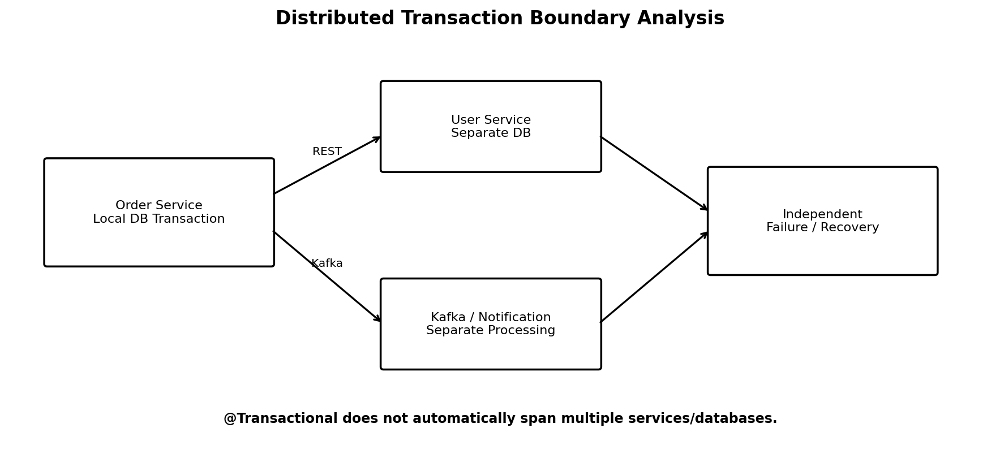 Distributed Transaction Boundary Analysis
User Service
Separate DB
REST
Order Service
Local DB Transaction
Independent
Failure / Recovery
Kafka
Kafka / Notification
Separate Processing
@Transactional does not automatically span multiple services/databases.